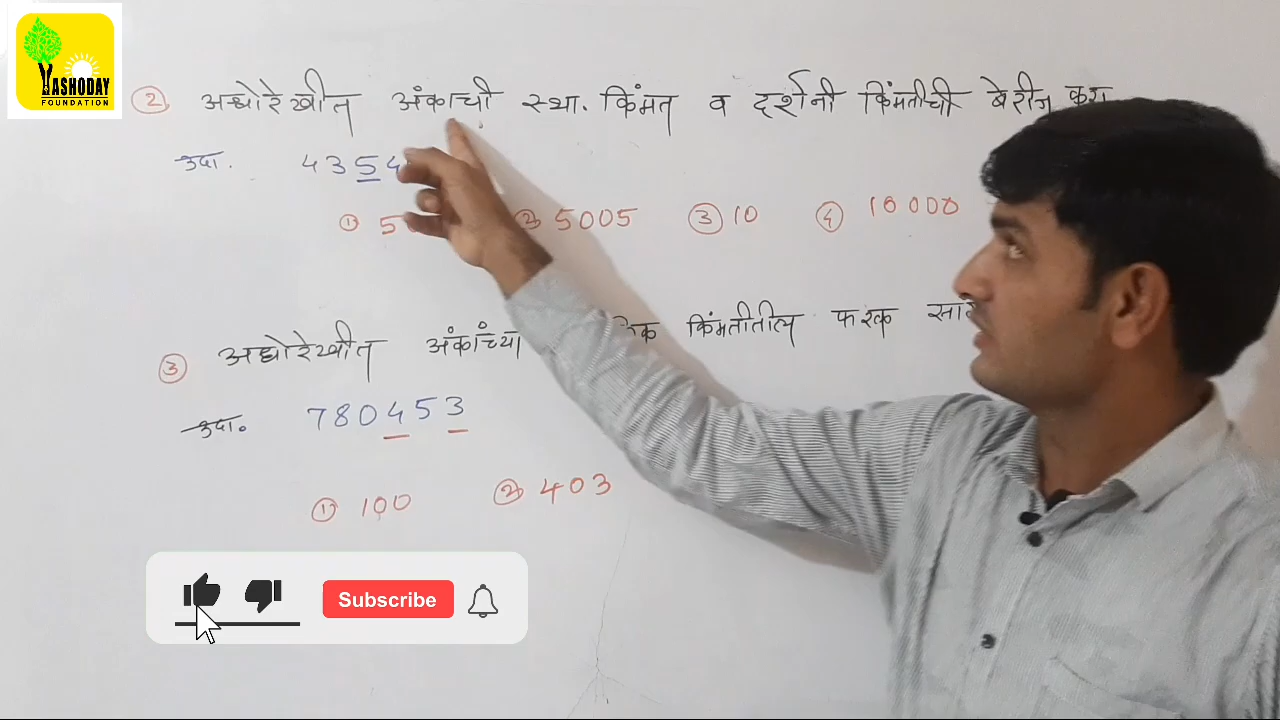 YASHODAY
FOUNDATION
② अधोरेखीत अंकाची स्था. किंमत व दर्शनी किंमतीची बेरीज करा
उदा. 4354
① 5 ② 5005 ③ 10 ④ 10000
③ अधोरेखीत अंकांच्या किंमतीतील फरक
उदा. 780453
① 100 ② 403
Subscribe